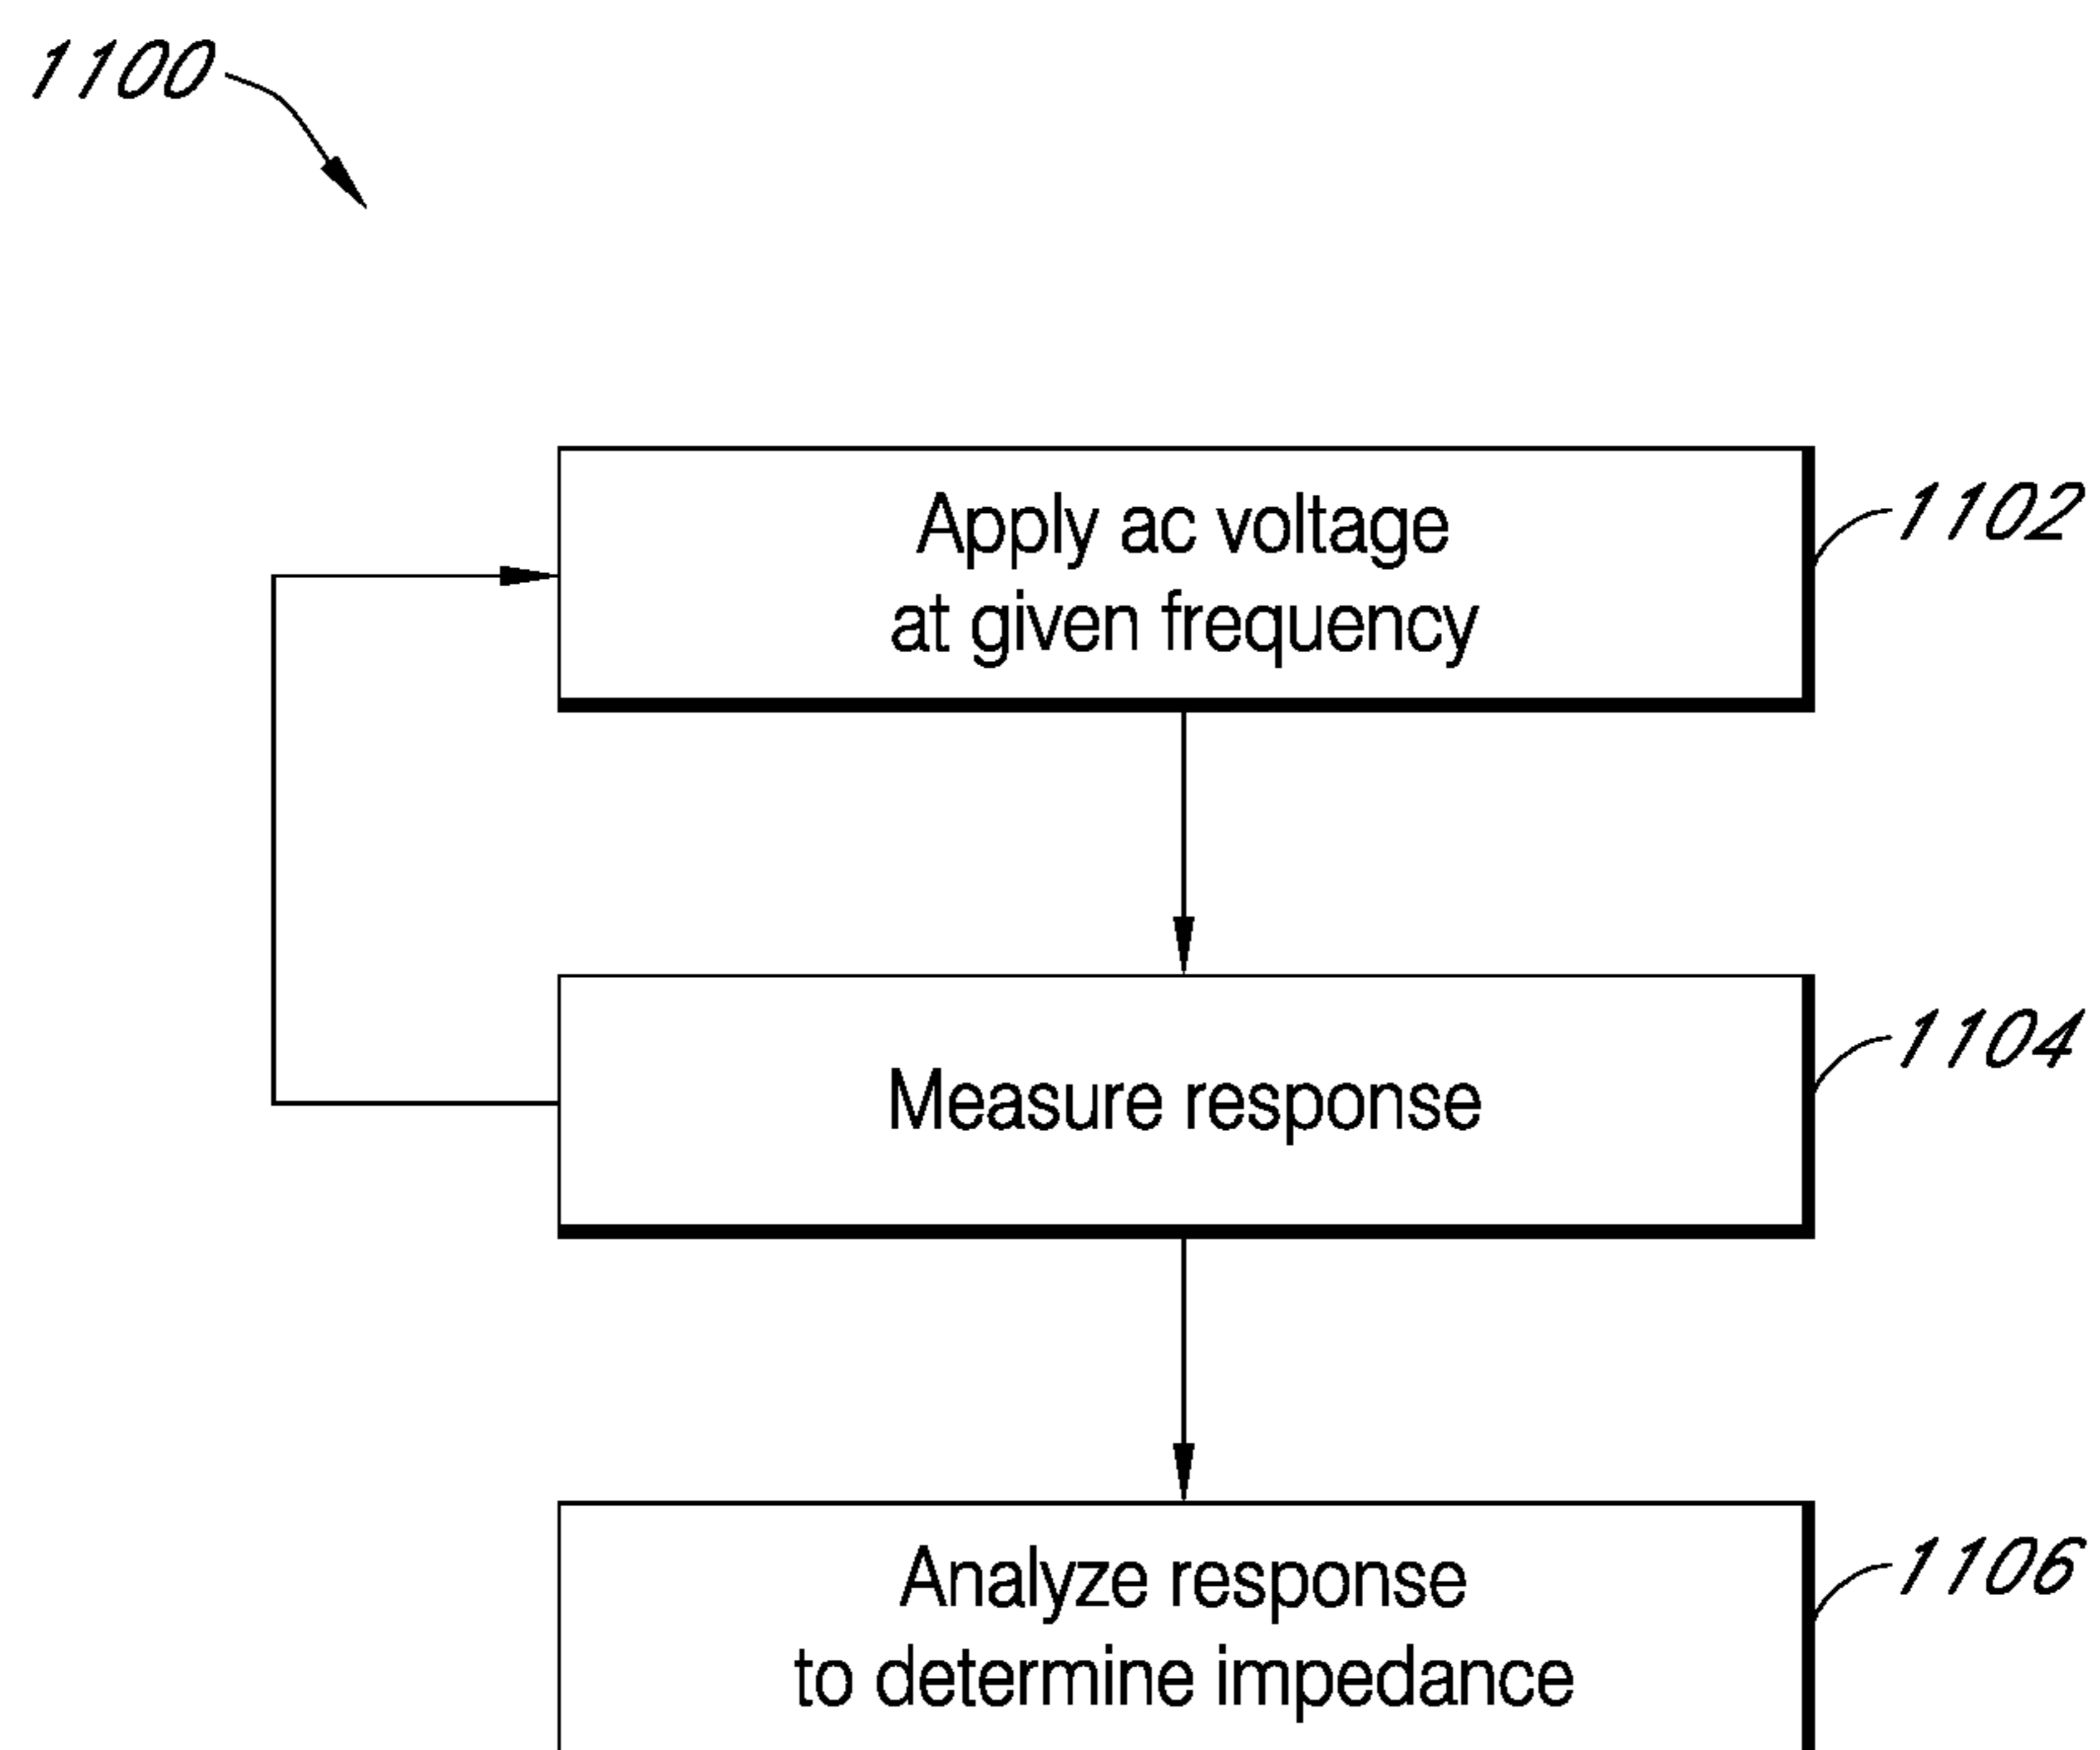 1100
Apply ac voltage
at given frequency
1102
Measure response
1104
Analyze response
to determine impedance
1106